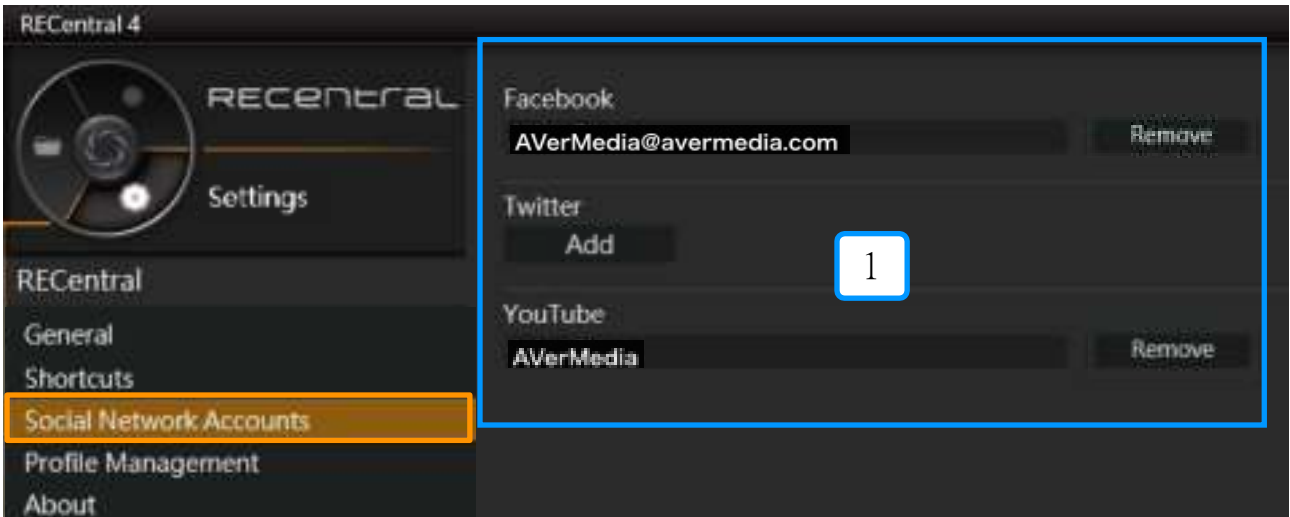 RECentral 4
RECentral
Settings
RECentral
General
Shortcuts
Social Network Accounts
Profile Management
About
Facebook
AVerMedia@avermedia.com
Remove
Twitter
Add
1
YouTube
AVerMedia
Remove